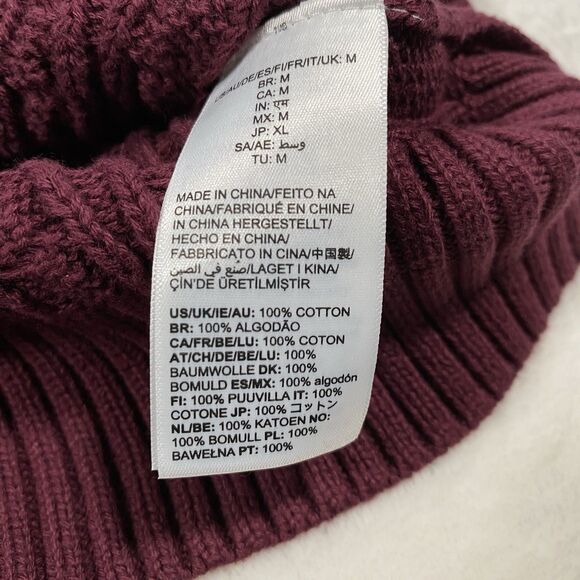 US/AU/DE/ES/FI/FR/IT/UK: M
BR: M
CA: M
IN: एम
MX: M
JP: XL
SA/AE: وسط
TU: M
MADE IN CHINA/FEITO NA
CHINA/FABRIQUÉ EN CHINE/
IN CHINA HERGESTELLT/
HECHO EN CHINA/
FABBRICATO IN CINA/中国製/
صُنع في الصين/LAGET I KINA/
ÇİN'DE ÜRETİLMİŞTİR
US/UK/IE/AU: 100% COTTON
BR: 100% ALGODÃO
CA/FR/BE/LU: 100% COTON
AT/CH/DE/BE/LU: 100%
BAUMWOLLE DK: 100%
BOMULD ES/MX: 100% algodón
FI: 100% PUUVILLA IT: 100%
COTONE JP: 100% コットン
NL/BE: 100% KATOEN NO:
100% BOMULL PL: 100%
BAWEŁNA PT: 100%